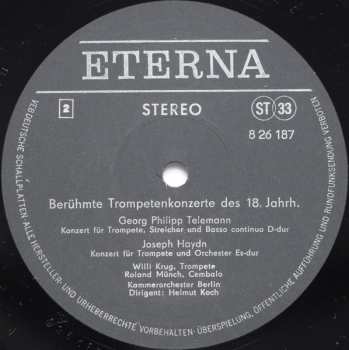 ETERNA
2
STEREO
ST 33
8 26 187
Berühmte Trompetenkonzerte des 18. Jahrh.
Georg Philipp Telemann
Konzert für Trompete, Streicher und Basso continuo D-dur
Joseph Haydn
Konzert für Trompete und Orchester Es-dur
Willi Krug, Trompete
Roland Münch, Cembalo
Kammerorchester Berlin
Dirigent: Helmut Koch
VEB DEUTSCHE SCHALLPLATTEN ALLE HERSTELLER- UND URHEBERRECHTE VORBEHALTEN · ÜBERSPIELUNG, ÖFFENTLICHE AUFFÜHRUNG UND RUNDFUNKSENDUNG VERBOTEN